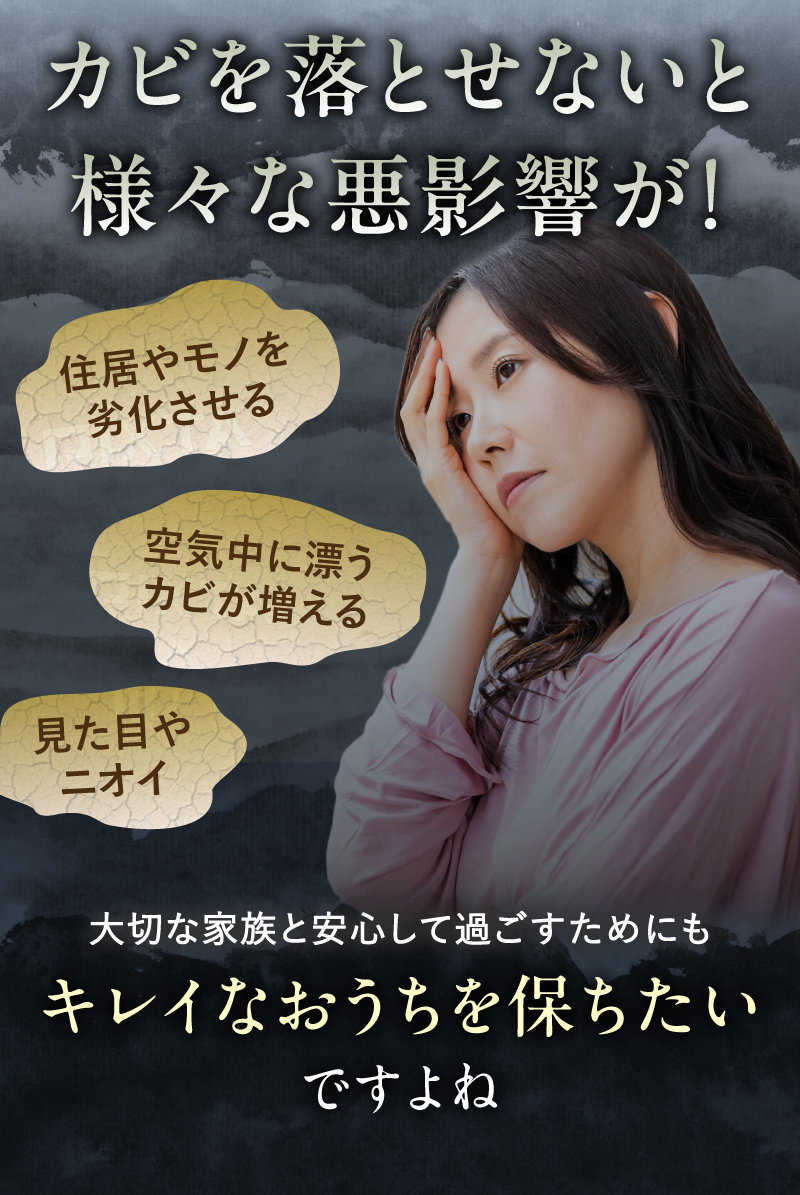 カビを落とせないと
様々な悪影響が!
住居やモノを
劣化させる
空気中に漂う
カビが増える
見た目や
ニオイ
大切な家族と安心して過ごすためにも
キレイなおうちを保ちたい
ですよね